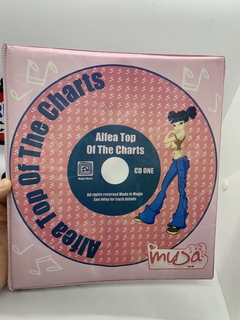 Alfea Top Of The Charts
Alfea Top
Of The Charts
CD ONE
All rights reserved Made in Magix
See inlay for track details
musa